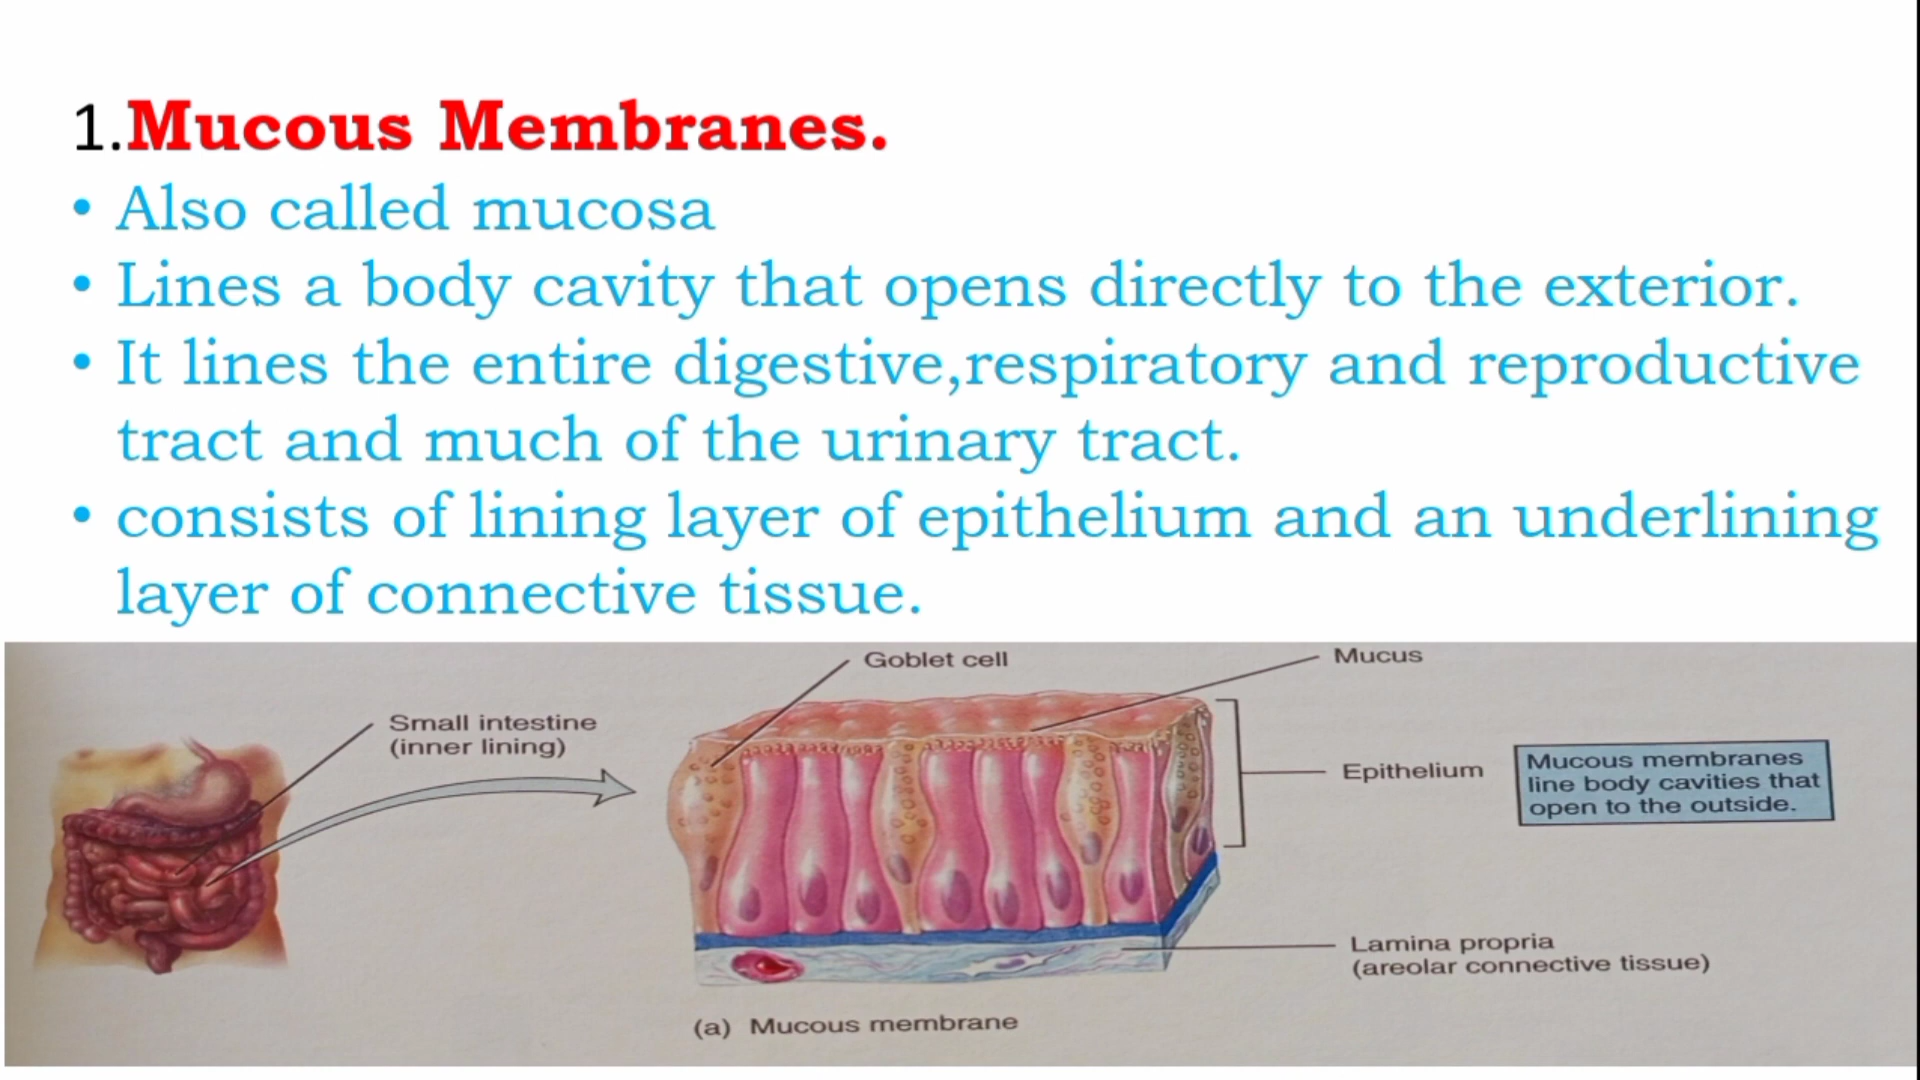 1.Mucous Membranes.
• Also called mucosa
• Lines a body cavity that opens directly to the exterior.
• It lines the entire digestive,respiratory and reproductive
tract and much of the urinary tract.
• consists of lining layer of epithelium and an underlining
layer of connective tissue.
Goblet cell
Mucus
Small intestine
(inner lining)
Epithelium
Mucous membranes
line body cavities that
open to the outside.
Lamina propria
(areolar connective tissue)
(a) Mucous membrane